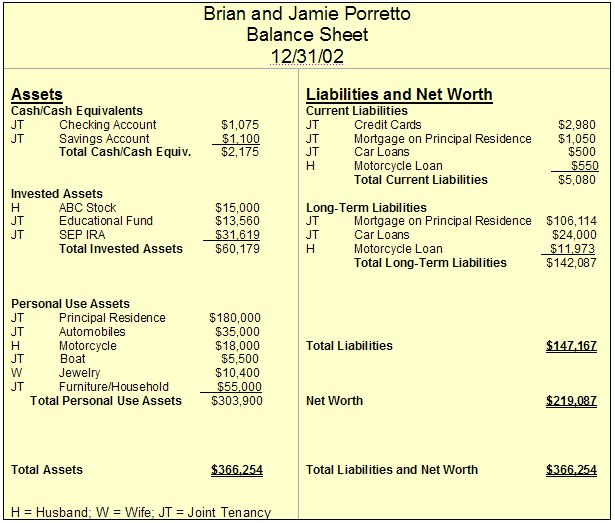 Brian and Jamie Porretto
Balance Sheet
12/31/02
Assets
Cash/Cash Equivalents
JT Checking Account $1,075
JT Savings Account $1,100
Total Cash/Cash Equiv. $2,175
Invested Assets
H ABC Stock $15,000
JT Educational Fund $13,560
JT SEP IRA $31,619
Total Invested Assets $60,179
Personal Use Assets
JT Principal Residence $180,000
JT Automobiles $35,000
H Motorcycle $18,000
JT Boat $5,500
W Jewelry $10,400
JT Furniture/Household $55,000
Total Personal Use Assets $303,900
Total Assets $366,254
H = Husband; W = Wife; JT = Joint Tenancy
Liabilities and Net Worth
Current Liabilities
JT Credit Cards $2,980
JT Mortgage on Principal Residence $1,050
JT Car Loans $500
H Motorcycle Loan $550
Total Current Liabilities $5,080
Long-Term Liabilities
JT Mortgage on Principal Residence $106,114
JT Car Loans $24,000
H Motorcycle Loan $11,973
Total Long-Term Liabilities $142,087
Total Liabilities $147,167
Net Worth $219,087
Total Liabilities and Net Worth $366,254